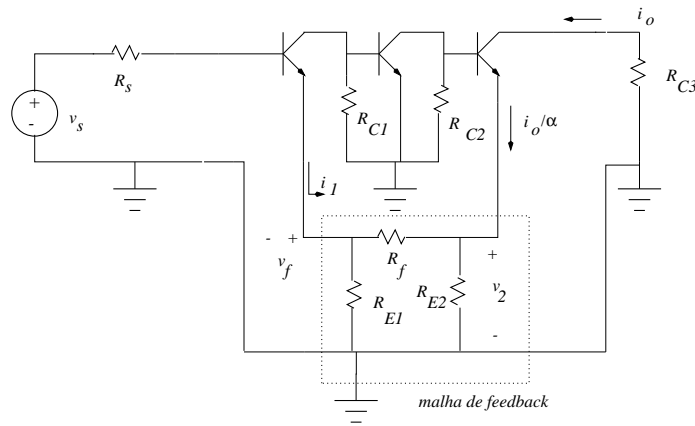 i_o
R_s
+
-
v_s
R_C1
R_C2
i_o/α
R_C3
i_1
- +
v_f
R_f
+
R_E1
R_E2
v_2
-
malha de feedback